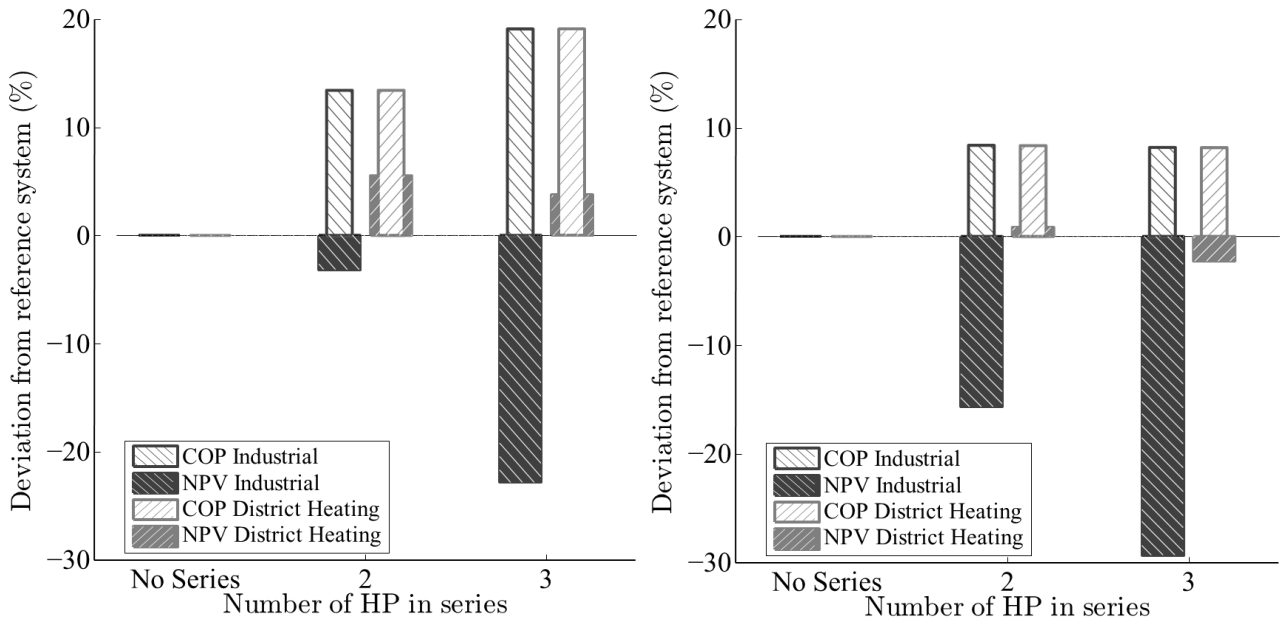 Deviation from reference system (%)
20
10
0
−10
−20
−30
COP Industrial
NPV Industrial
COP District Heating
NPV District Heating
No Series
2
3
Number of HP in series
Deviation from reference system (%)
20
10
0
−10
−20
−30
COP Industrial
NPV Industrial
COP District Heating
NPV District Heating
No Series
2
3
Number of HP in series